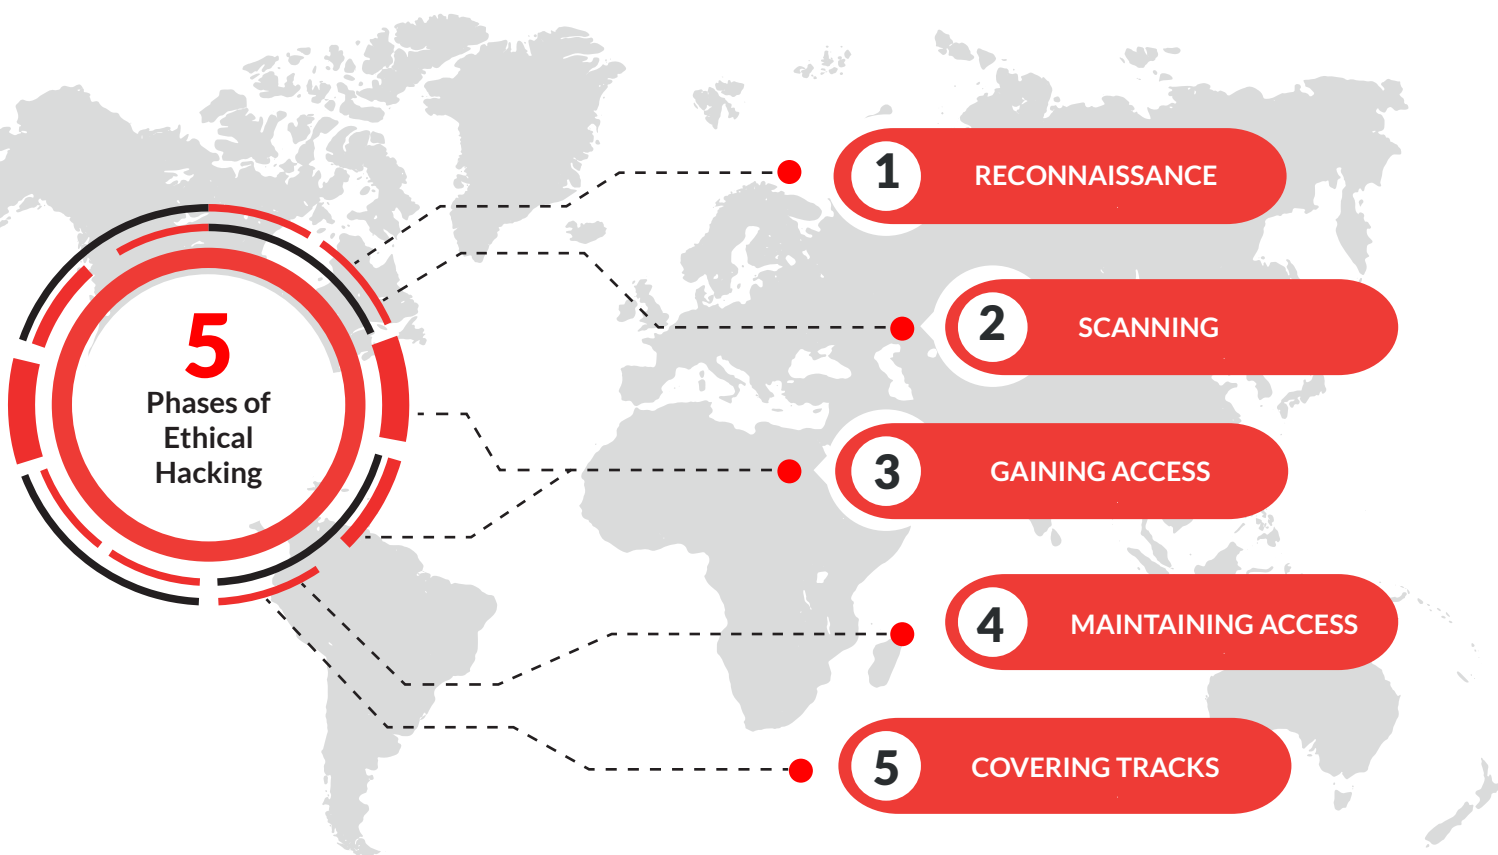 5
Phases of
Ethical
Hacking
1 RECONNAISSANCE
2 SCANNING
3 GAINING ACCESS
4 MAINTAINING ACCESS
5 COVERING TRACKS